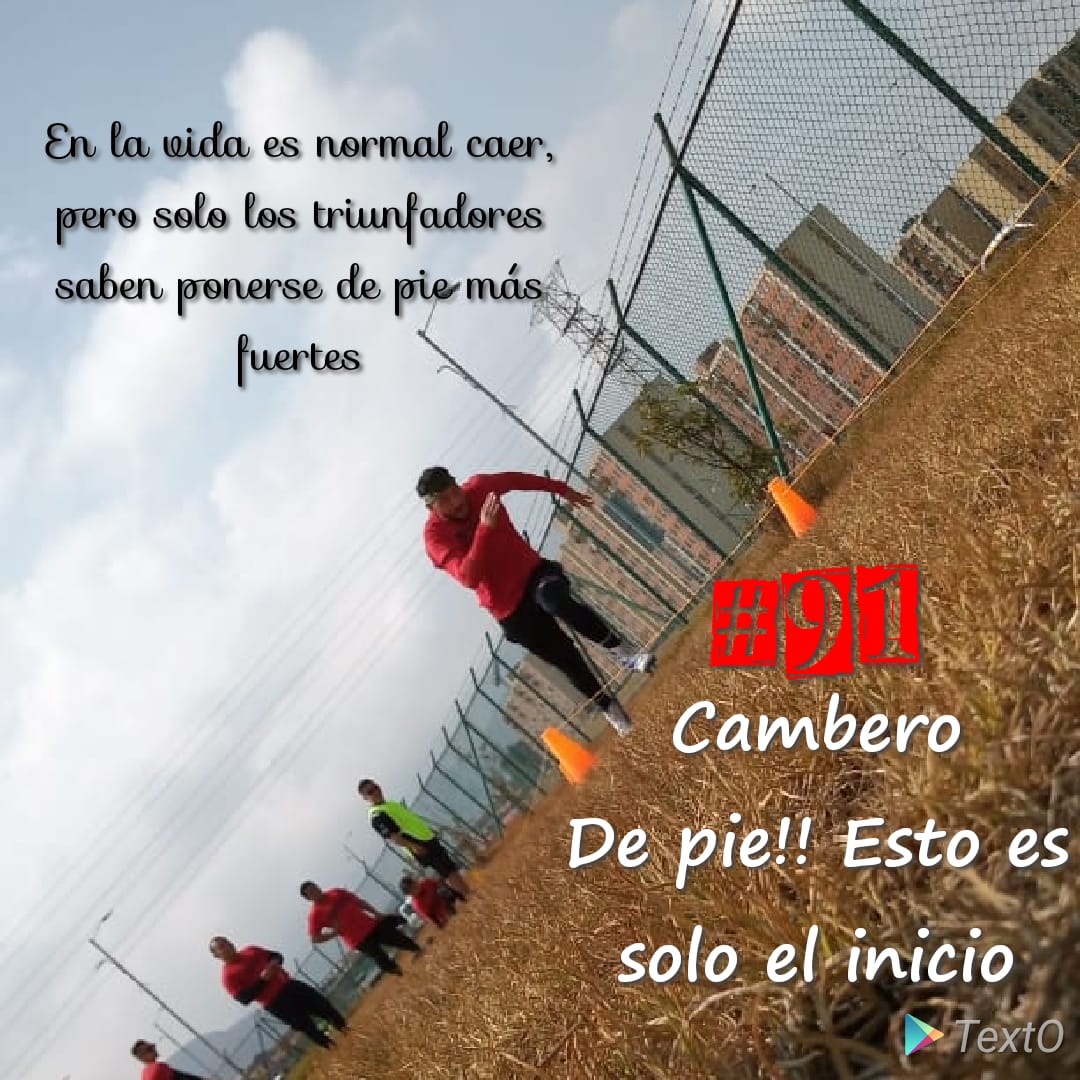 En la vida es normal caer,
pero solo los triunfadores
saben ponerse de pie más
fuertes
#91
Cambero
De pie!! Esto es
solo el inicio
TextO